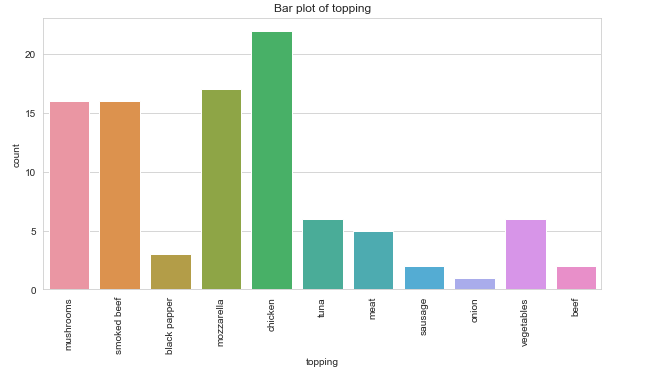 Bar plot of topping
20
15
10
5
0
count
mushrooms
smoked beef
black papper
mozzarella
chicken
tuna
meat
sausage
onion
vegetables
beef
topping